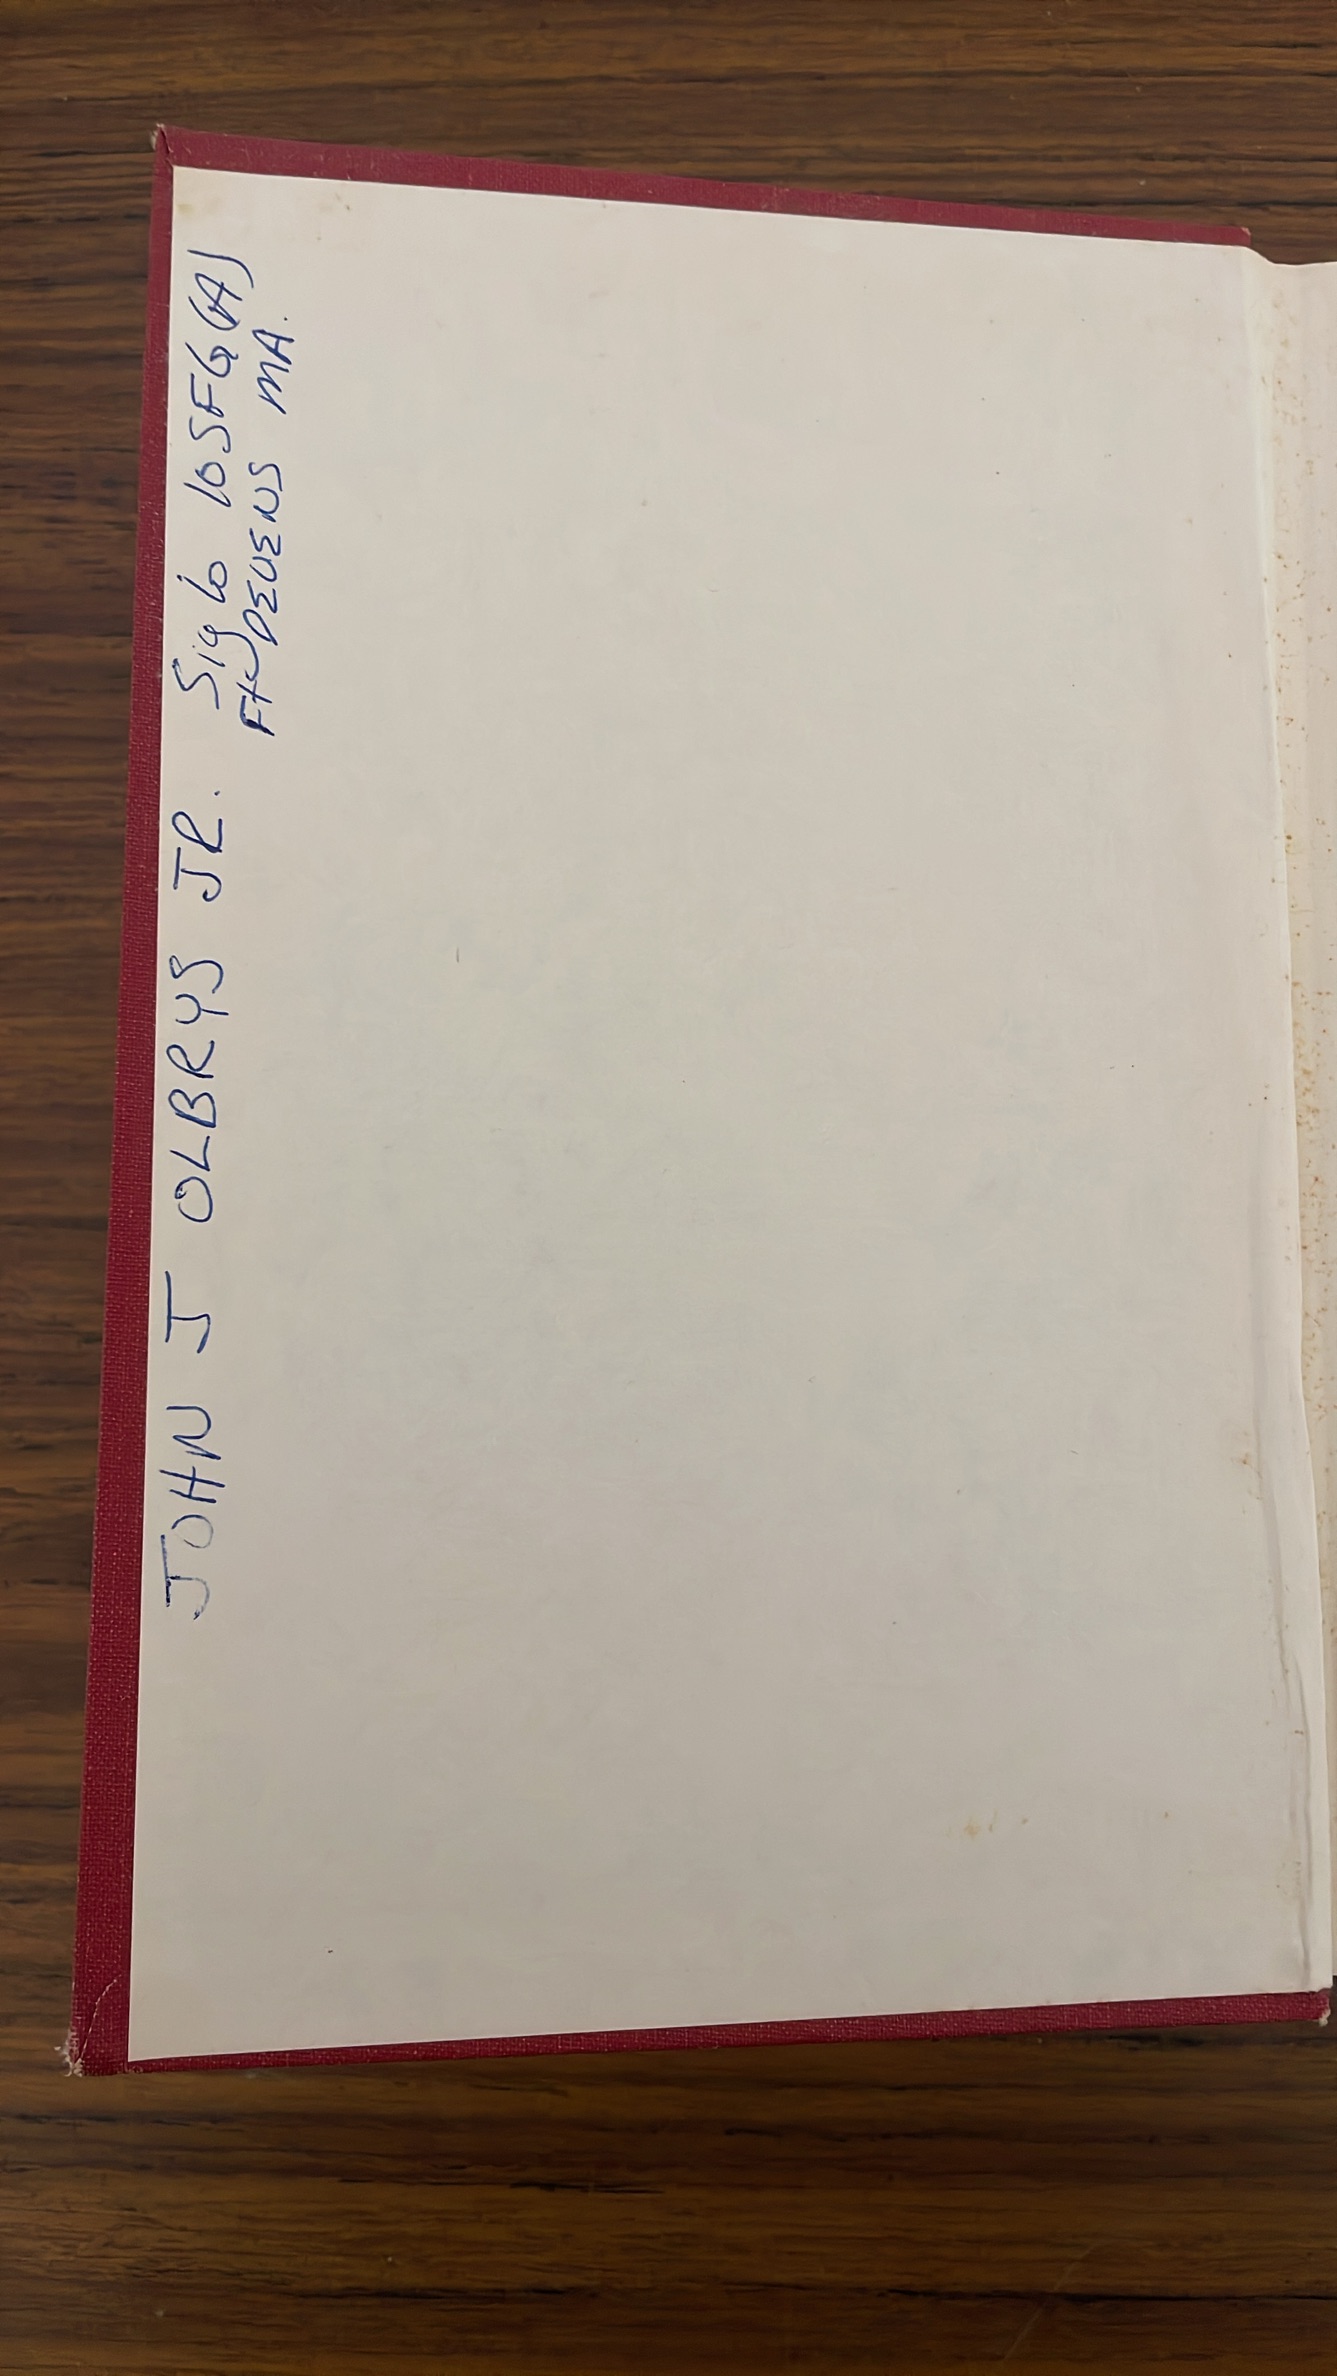 JOHN J OLBRYS JR. Sig Co 10SFG (A)
Ft DEVENS MA.